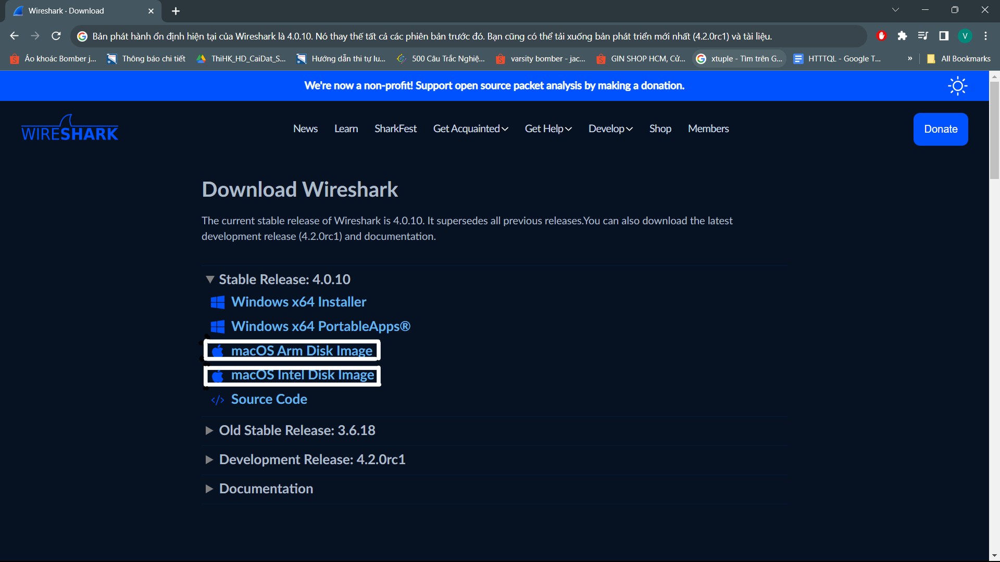 Wireshark · Download
Bản phát hành ổn định hiện tại của Wireshark là 4.0.10. Nó thay thế tất cả các phiên bản trước đó. Bạn cũng có thể tải xuống bản phát triển mới nhất (4.2.0rc1) và tài liệu.
V
Áo khoác Bomber j...
Thông báo chi tiết
ThiHK_HD_CaiDat_S...
Hướng dẫn thi tự lu...
500 Câu Trắc Nghiệ...
varsity bomber - jac...
GIN SHOP HCM, Cử...
xtuple - Tìm trên G...
HTTTQL - Google T...
»
All Bookmarks
We're now a non-profit! Support open source packet analysis by making a donation.
WIRESHARK
News
Learn
SharkFest
Get Acquainted
Get Help
Develop
Shop
Members
Donate
Download Wireshark
The current stable release of Wireshark is 4.0.10. It supersedes all previous releases.You can also download the latest
development release (4.2.0rc1) and documentation.
Stable Release: 4.0.10
Windows x64 Installer
Windows x64 PortableApps®
macOS Arm Disk Image
macOS Intel Disk Image
</> Source Code
Old Stable Release: 3.6.18
Development Release: 4.2.0rc1
Documentation